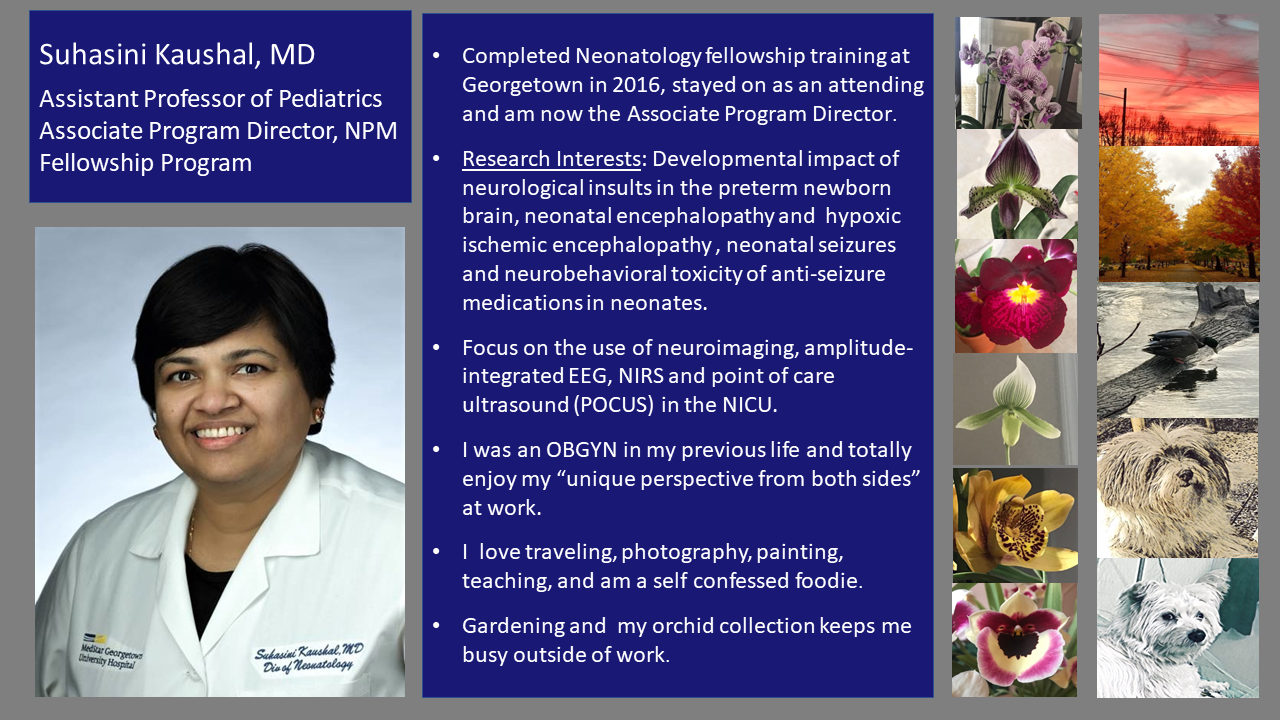 Suhasini Kaushal, MD
Assistant Professor of Pediatrics
Associate Program Director, NPM
Fellowship Program
• Completed Neonatology fellowship training at
Georgetown in 2016, stayed on as an attending
and am now the Associate Program Director.
• Research Interests: Developmental impact of
neurological insults in the preterm newborn
brain, neonatal encephalopathy and  hypoxic
ischemic encephalopathy , neonatal seizures
and neurobehavioral toxicity of anti-seizure
medications in neonates.
• Focus on the use of neuroimaging, amplitude-
integrated EEG, NIRS and point of care
ultrasound (POCUS) in the NICU.
• I was an OBGYN in my previous life and totally
enjoy my “unique perspective from both sides”
at work.
• I  love traveling, photography, painting,
teaching, and am a self confessed foodie.
• Gardening and  my orchid collection keeps me
busy outside of work.
MedStar Georgetown
University Hospital
Suhasini Kaushal, MD
Div of Neonatology